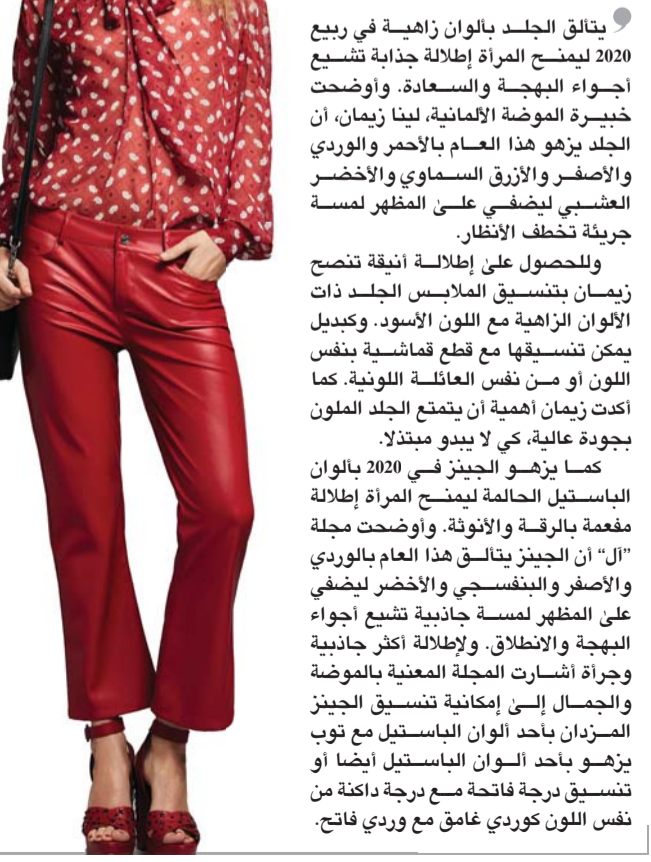 يتألق الجلد بألوان زاهية في ربيع
2020 ليمنح المرأة إطلالة جذابة تشيع
أجواء البهجة والسعادة. وأوضحت
خبيرة الموضة الألمانية، لينا زيمان، أن
الجلد يزهو هذا العام بالأحمر والوردي
والأصفر والأزرق السماوي والأخضر
العشبي ليضفي على المظهر لمسة
جريئة تخطف الأنظار.
وللحصول على إطلالة أنيقة تنصح
زيمان بتنسيق الملابس الجلد ذات
الألوان الزاهية مع اللون الأسود. وكبديل
يمكن تنسيقها مع قطع قماشية بنفس
اللون أو من نفس العائلة اللونية. كما
أكدت زيمان أهمية أن يتمتع الجلد الملون
بجودة عالية، كي لا يبدو مبتذلا.
كما يزهو الجينز في 2020 بألوان
الباستيل الحالمة ليمنح المرأة إطلالة
مفعمة بالرقة والأنوثة. وأوضحت مجلة
”آل“ أن الجينز يتألق هذا العام بالوردي
والأصفر والبنفسجي والأخضر ليضفي
على المظهر لمسة جاذبية تشيع أجواء
البهجة والانطلاق. ولإطلالة أكثر جاذبية
وجرأة أشارت المجلة المعنية بالموضة
والجمال إلى إمكانية تنسيق الجينز
المزدان بأحد ألوان الباستيل مع توب
يزهو بأحد ألوان الباستيل أيضا أو
تنسيق درجة فاتحة مع درجة داكنة من
نفس اللون كوردي غامق مع وردي فاتح.